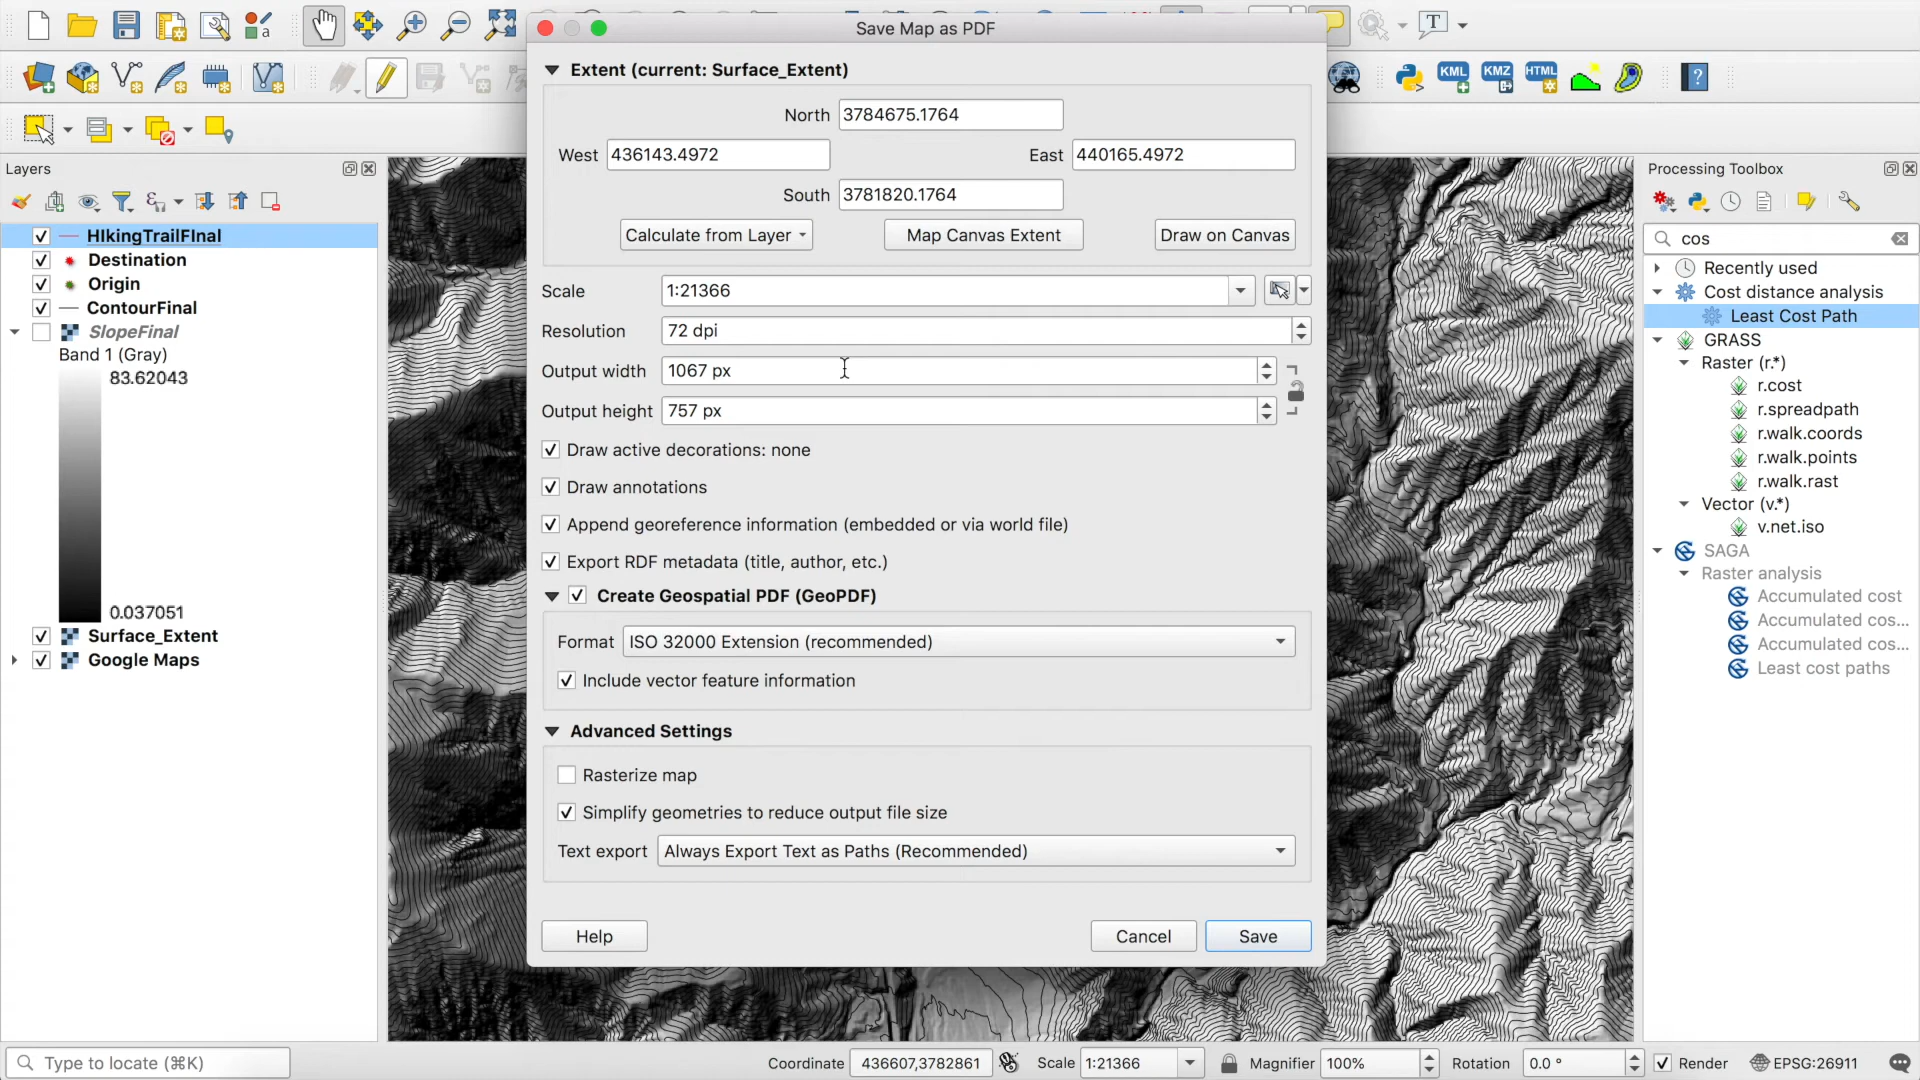 Save Map as PDF
T
KML
KMZ
HTML
?
Layers
HIkingTrailFInal
Destination
Origin
ContourFinal
SlopeFinal
Band 1 (Gray)
83.62043
0.037051
Surface_Extent
Google Maps
Extent (current: Surface_Extent)
North 3784675.1764
West 436143.4972
East 440165.4972
South 3781820.1764
Calculate from Layer
Map Canvas Extent
Draw on Canvas
Scale 1:21366
Resolution 72 dpi
Output width 1067 px
Output height 757 px
Draw active decorations: none
Draw annotations
Append georeference information (embedded or via world file)
Export RDF metadata (title, author, etc.)
Create Geospatial PDF (GeoPDF)
Format ISO 32000 Extension (recommended)
Include vector feature information
Advanced Settings
Rasterize map
Simplify geometries to reduce output file size
Text export Always Export Text as Paths (Recommended)
Help
Cancel
Save
Processing Toolbox
cos
Recently used
Cost distance analysis
Least Cost Path
GRASS
Raster (r.*)
r.cost
r.spreadpath
r.walk.coords
r.walk.points
r.walk.rast
Vector (v.*)
v.net.iso
SAGA
Raster analysis
Accumulated cost
Accumulated cos...
Accumulated cos...
Least cost paths
Type to locate (⌘K)
Coordinate 436607,3782861
Scale 1:21366
Magnifier 100%
Rotation 0.0 °
Render
EPSG:26911